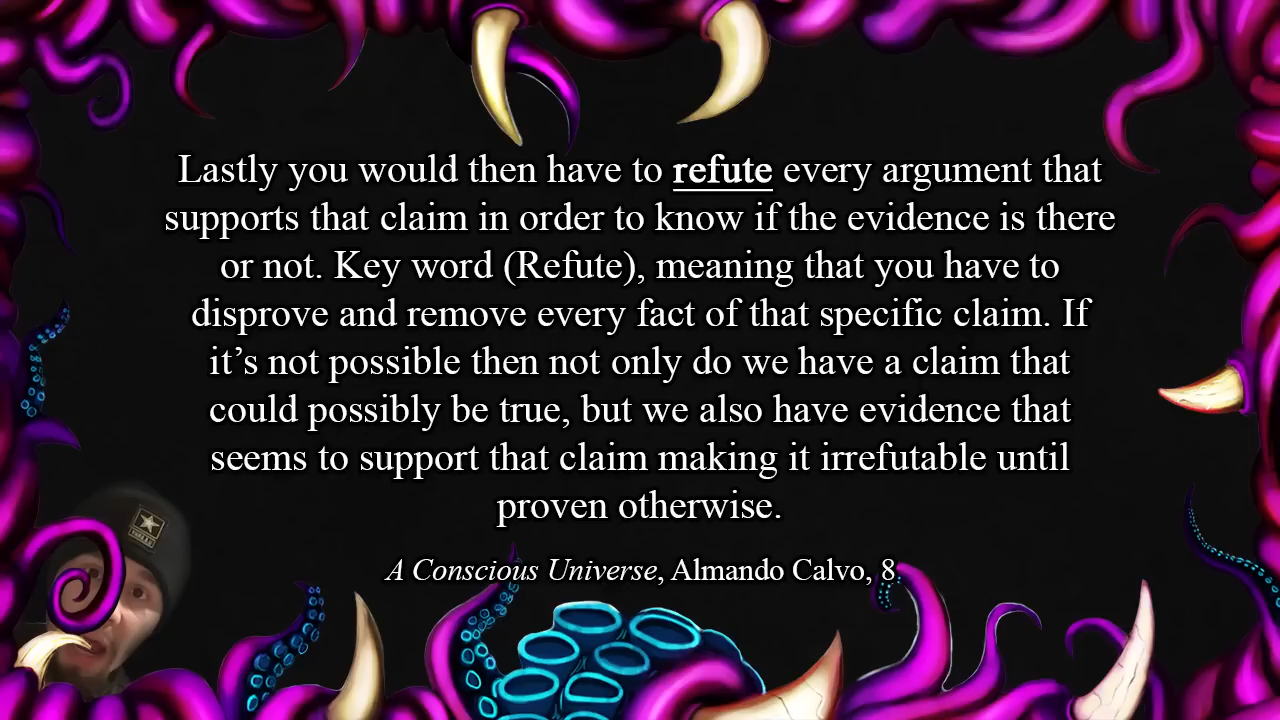 Lastly you would then have to refute every argument that
supports that claim in order to know if the evidence is there
or not. Key word (Refute), meaning that you have to
disprove and remove every fact of that specific claim. If
it’s not possible then not only do we have a claim that
could possibly be true, but we also have evidence that
seems to support that claim making it irrefutable until
proven otherwise.
A Conscious Universe, Almando Calvo, 8